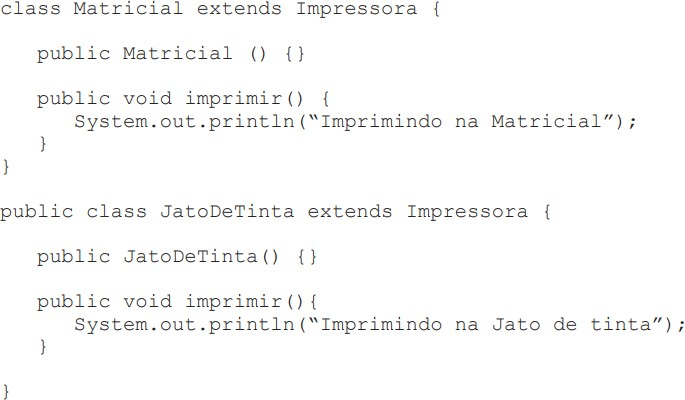 class Matricial extends Impressora {
public Matricial () {}
public void imprimir() {
System.out.println(“Imprimindo na Matricial”);
}
}
public class JatoDeTinta extends Impressora {
public JatoDeTinta() {}
public void imprimir(){
System.out.println(“Imprimindo na Jato de tinta”);
}
}